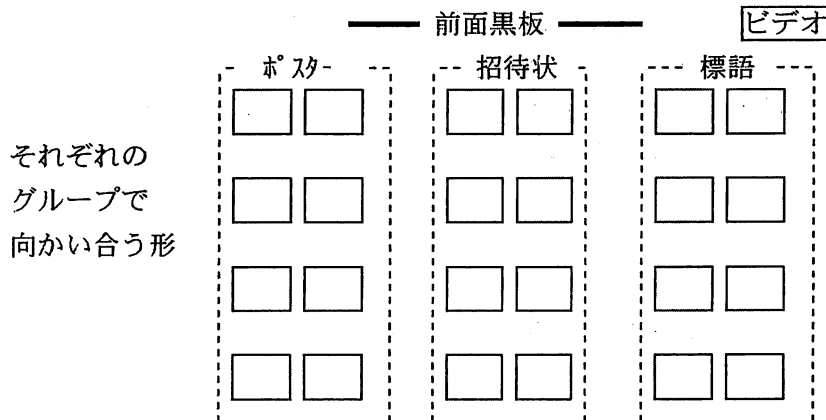 前面黒板
ビデオ
ポスター
招待状
標語
それぞれの
グループで
向かい合う形